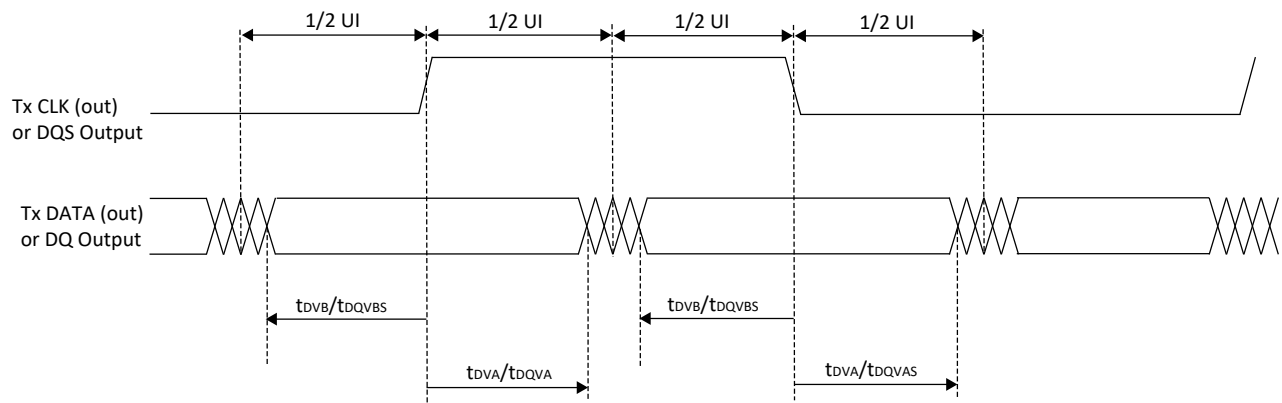 1/2 UI
1/2 UI
1/2 UI
1/2 UI
Tx CLK (out)
or DQS Output
Tx DATA (out)
or DQ Output
tDVB/tDQVBS
tDVB/tDQVBS
tDVA/tDQVA
tDVA/tDQVAS